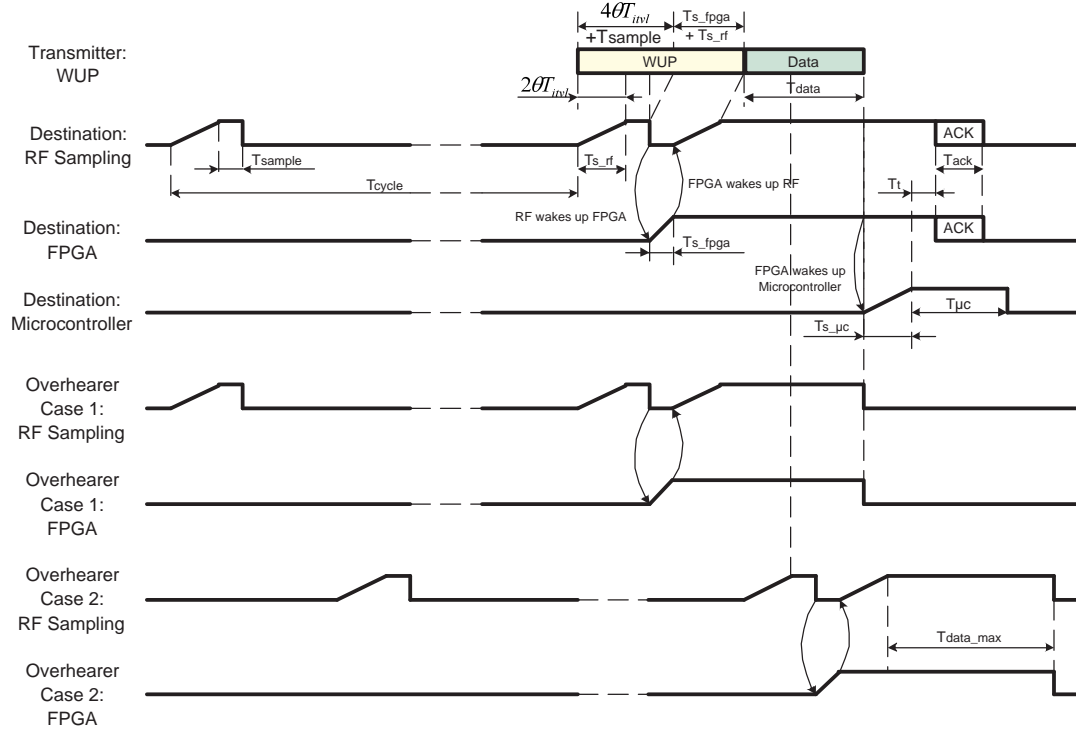 4θT_itvl
+Tsample
Ts_fpga
+ Ts_rf
Transmitter:
WUP
WUP
Data
2θT_itvl
Tdata
Destination:
RF Sampling
ACK
Tsample
Ts_rf
Tack
Tcycle
FPGA wakes up RF
Tt
RF wakes up FPGA
Destination:
FPGA
ACK
Ts_fpga
FPGA wakes up
Microcontroller
Destination:
Microcontroller
Tμc
Ts_μc
Overhearer
Case 1:
RF Sampling
Overhearer
Case 1:
FPGA
Overhearer
Case 2:
RF Sampling
Tdata_max
Overhearer
Case 2:
FPGA